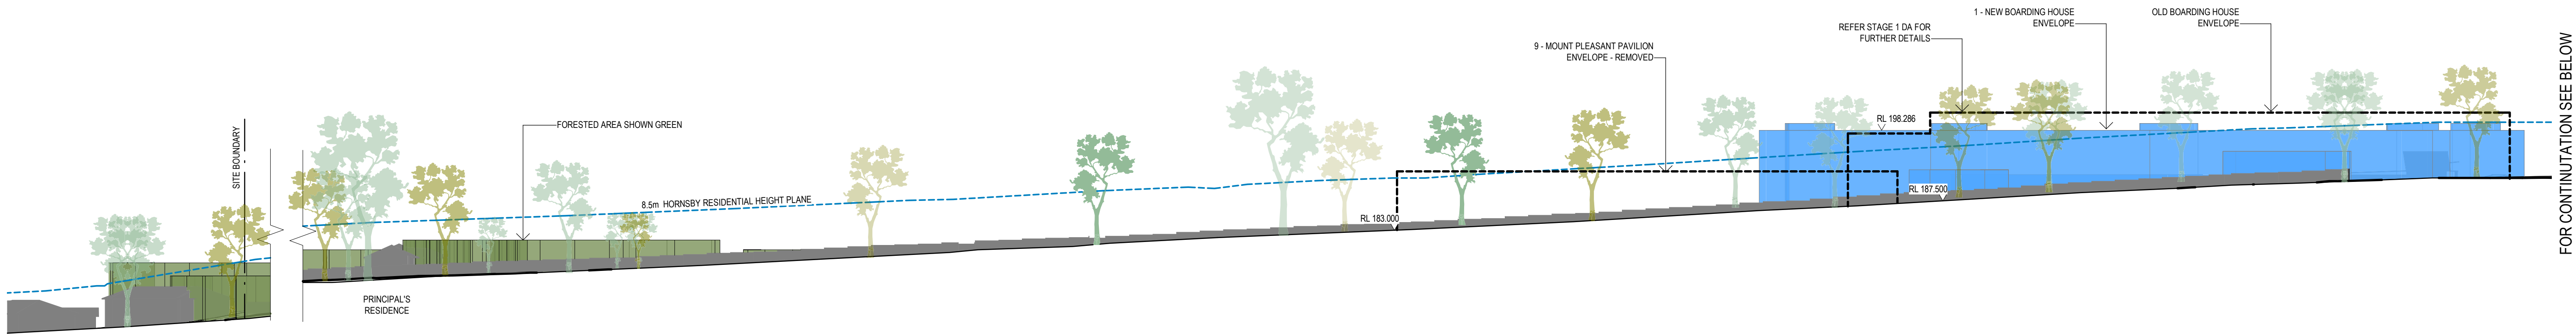 SITE BOUNDARY
FORESTED AREA SHOWN GREEN
PRINCIPAL'S
RESIDENCE
8.5m HORNSBY RESIDENTIAL HEIGHT PLANE
RL 183.000
9 - MOUNT PLEASANT PAVILION
ENVELOPE - REMOVED
RL 198.286
RL 187.500
REFER STAGE 1 DA FOR
FURTHER DETAILS
1 - NEW BOARDING HOUSE
ENVELOPE
OLD BOARDING HOUSE
ENVELOPE
FOR CONTINUTATION SEE BELOW